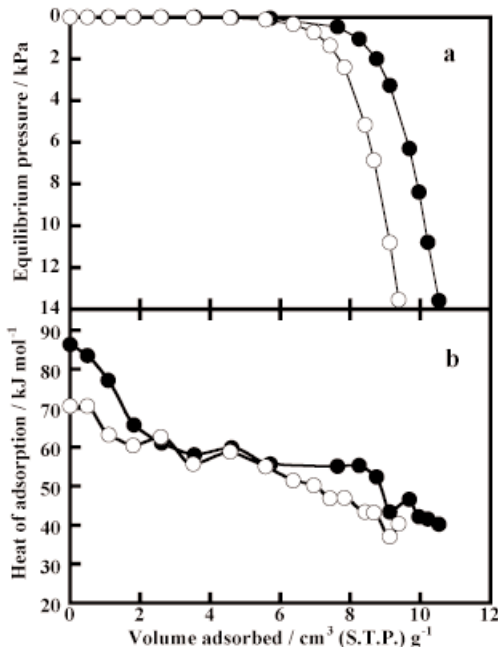 0
2
4
6
8
10
12
14
Equilibrium pressure / kPa
a
90
80
70
60
50
40
30
20
Heat of adsorption / kJ mol⁻¹
b
0 2 4 6 8 10 12
Volume adsorbed / cm³ (S.T.P.) g⁻¹